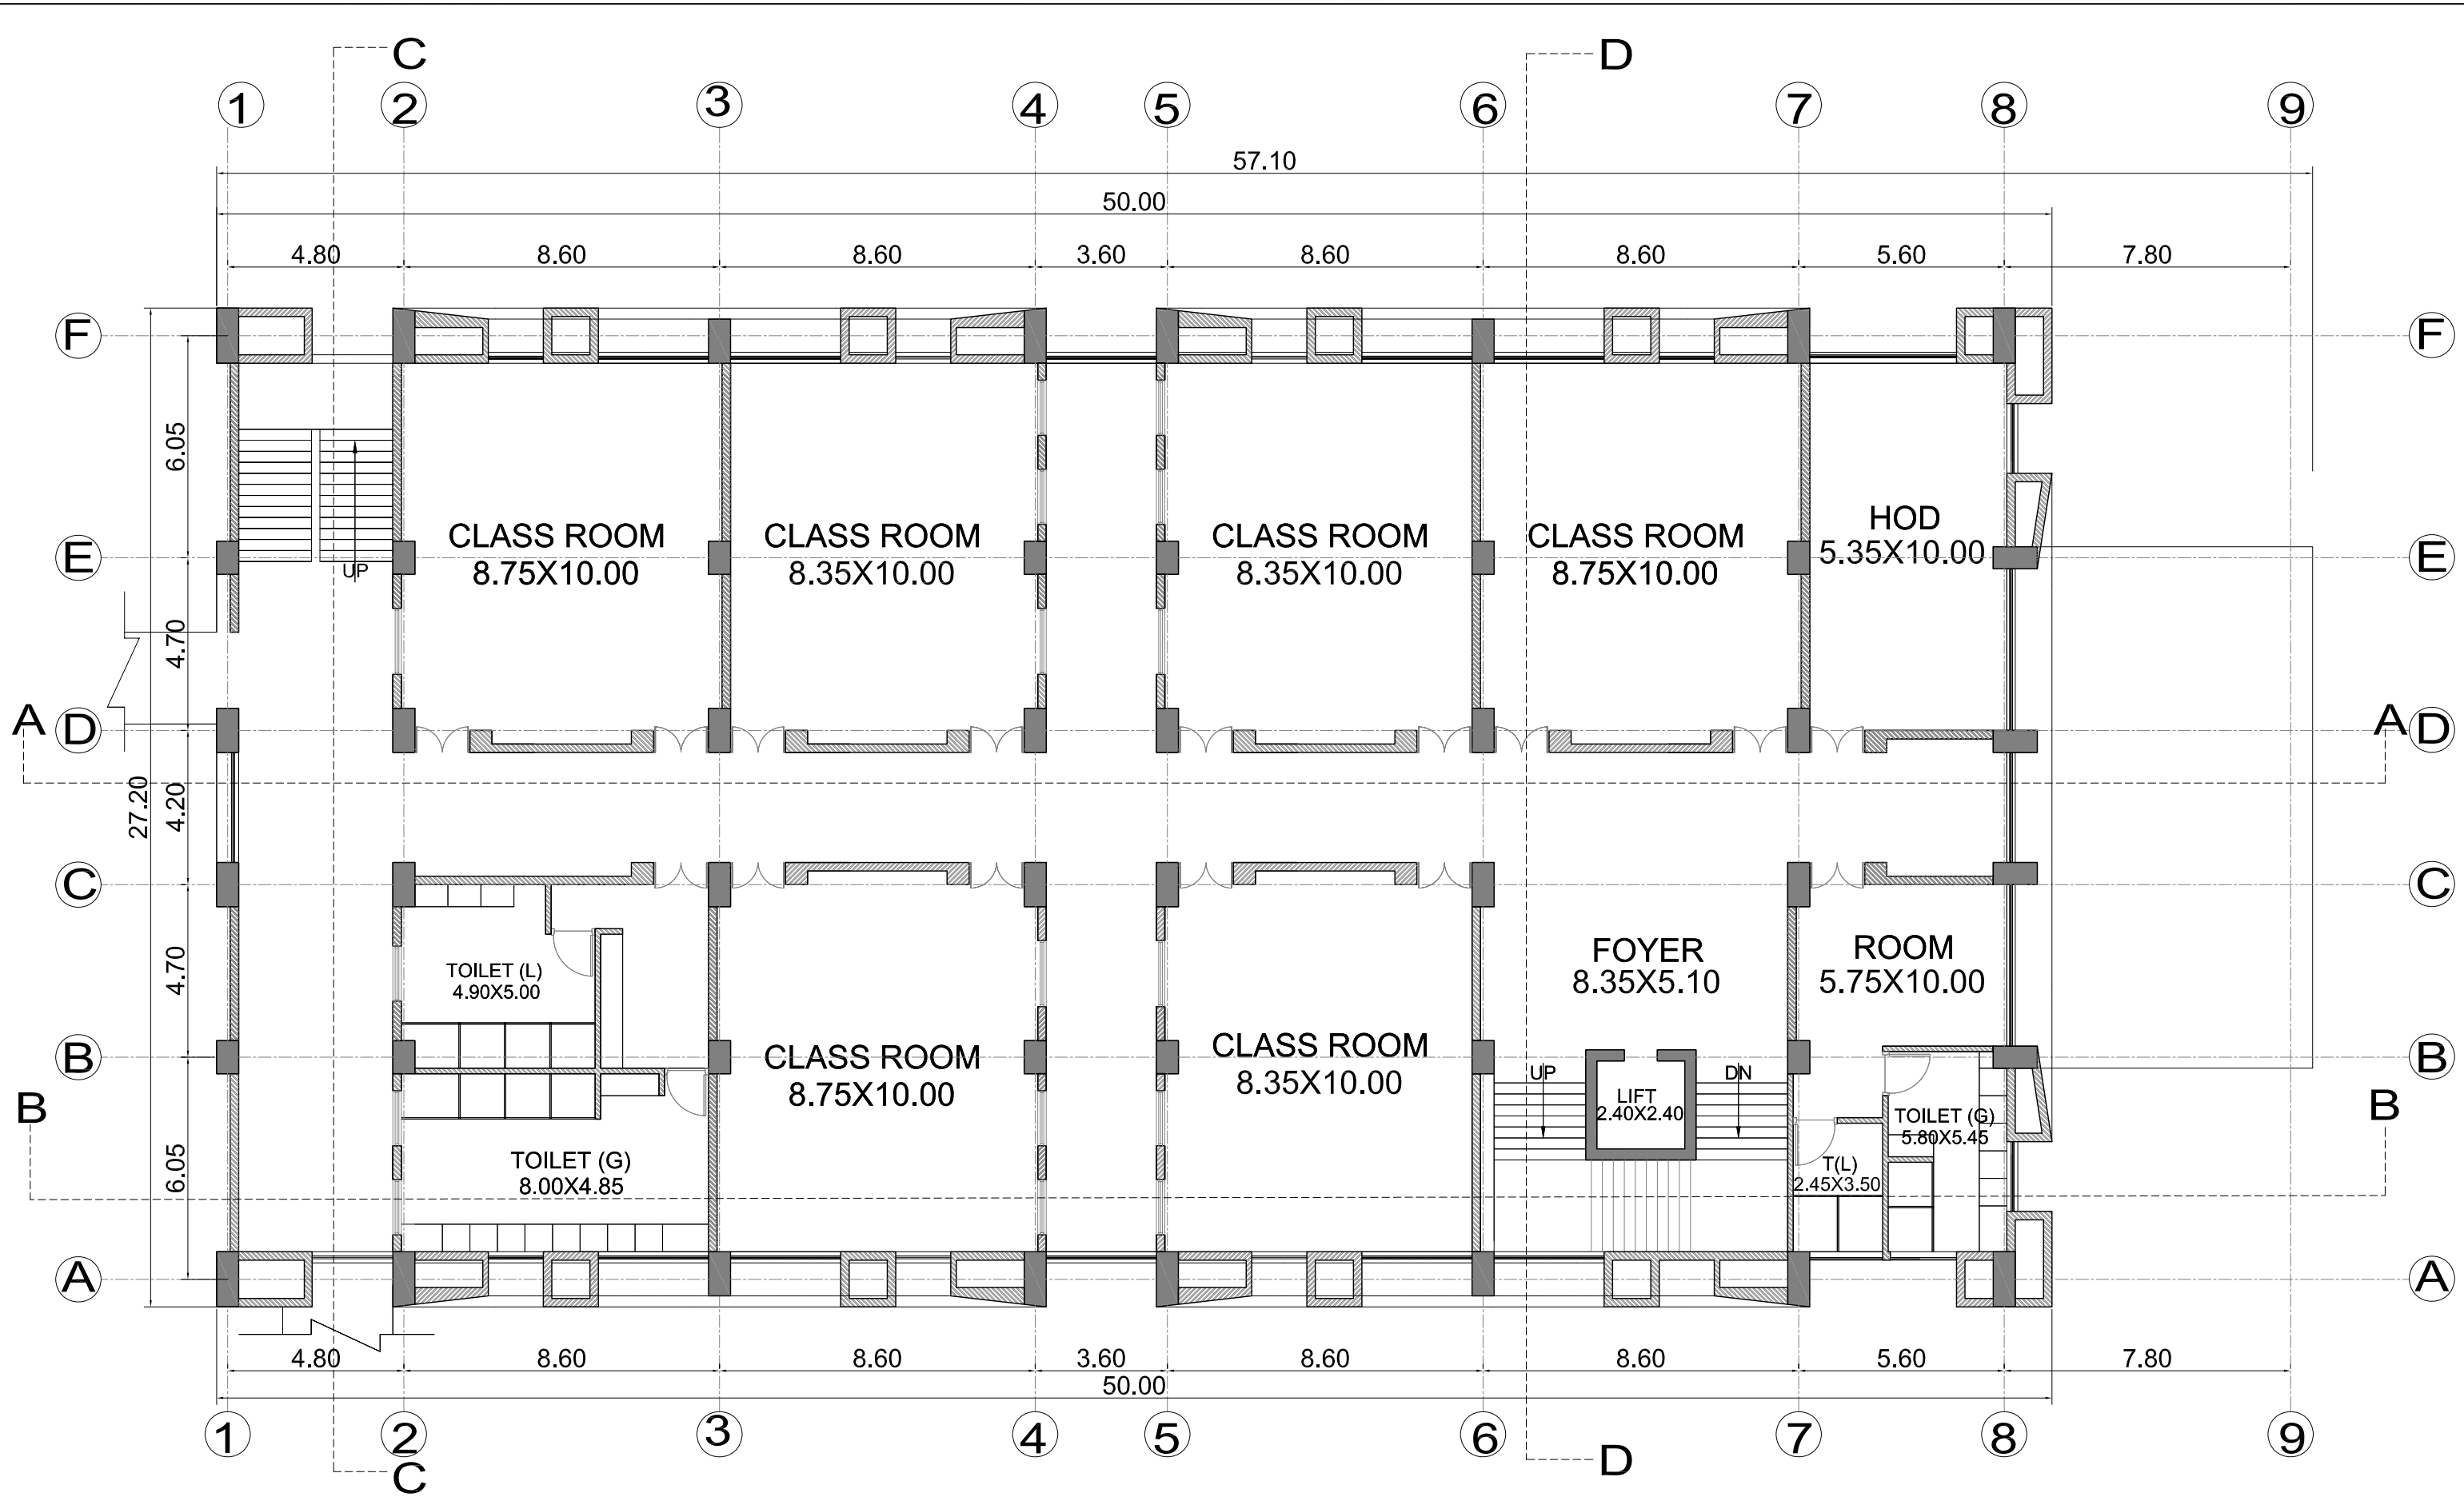 C D
1 2 3 4 5 6 7 8 9
57.10
50.00
4.80 8.60 8.60 3.60 8.60 8.60 5.60 7.80
F F
6.05
CLASS ROOM
8.75X10.00
CLASS ROOM
8.35X10.00
CLASS ROOM
8.35X10.00
CLASS ROOM
8.75X10.00
HOD
5.35X10.00
E E
UP
4.70
A D A D
27.20
4.20
C C
4.70
TOILET (L)
4.90X5.00
FOYER
8.35X5.10
ROOM
5.75X10.00
B B
CLASS ROOM
8.75X10.00
CLASS ROOM
8.35X10.00
UP
LIFT
2.40X2.40
DN
B B
TOILET (G)
5.80X5.45
6.05
TOILET (G)
8.00X4.85
T(L)
2.45X3.50
A A
4.80 8.60 8.60 3.60 8.60 8.60 5.60 7.80
50.00
1 2 3 4 5 6 7 8 9
C D